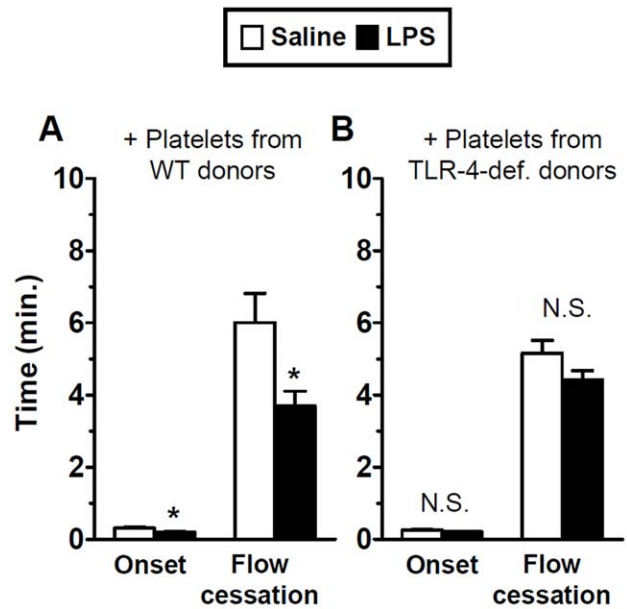 Saline LPS
A
+ Platelets from
WT donors
B
+ Platelets from
TLR-4-def. donors
Time (min.)
10
8
6
4
2
0
*
*
Onset
Flow
cessation
10
8
6
4
2
0
N.S.
N.S.
Onset
Flow
cessation